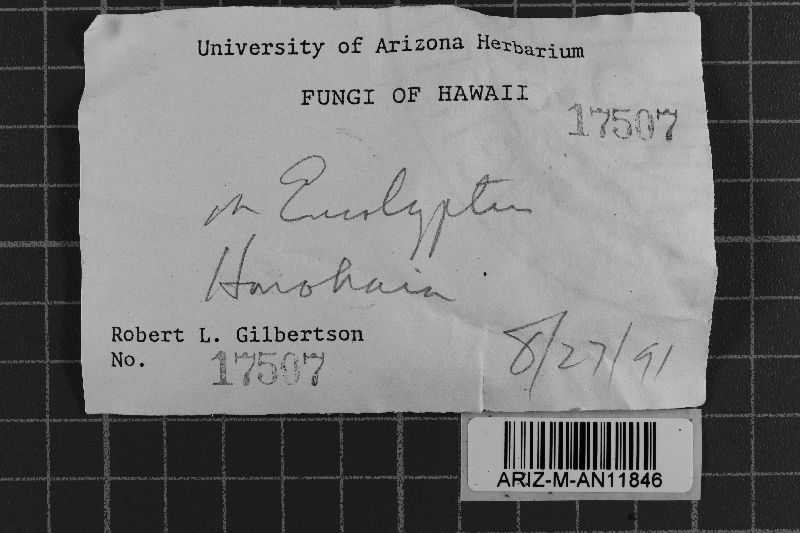 University of Arizona Herbarium
FUNGI OF HAWAII
17507
on Eucalyptus
Honohina
Robert L. Gilbertson
No. 17507
8/27/91
ARIZ-M-AN11846